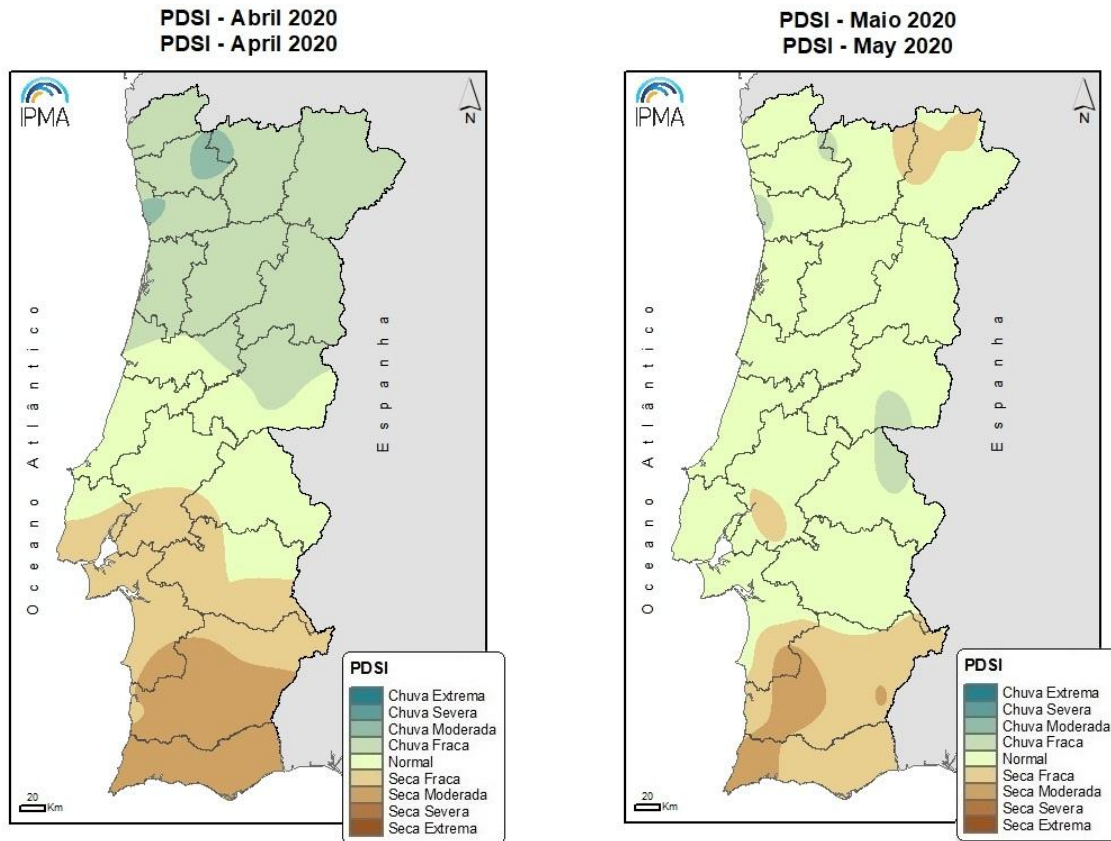 PDSI - Abril 2020
PDSI - April 2020
IPMA
N
Oceano Atlântico
Espanha
PDSI
Chuva Extrema
Chuva Severa
Chuva Moderada
Chuva Fraca
Normal
Seca Fraca
Seca Moderada
Seca Severa
Seca Extrema
20
Km
PDSI - Maio 2020
PDSI - May 2020
IPMA
N
Oceano Atlântico
Espanha
PDSI
Chuva Extrema
Chuva Severa
Chuva Moderada
Chuva Fraca
Normal
Seca Fraca
Seca Moderada
Seca Severa
Seca Extrema
20
Km